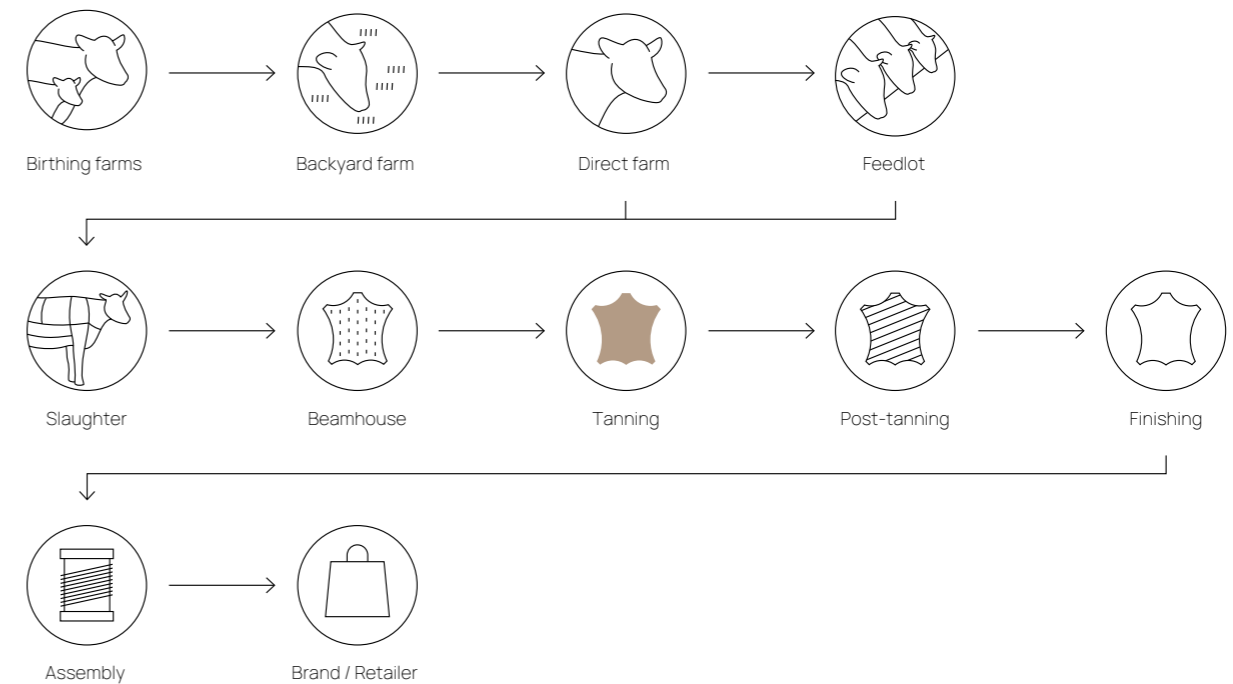 Birthing farms
Backyard farm
Direct farm
Feedlot
Slaughter
Beamhouse
Tanning
Post-tanning
Finishing
Assembly
Brand / Retailer